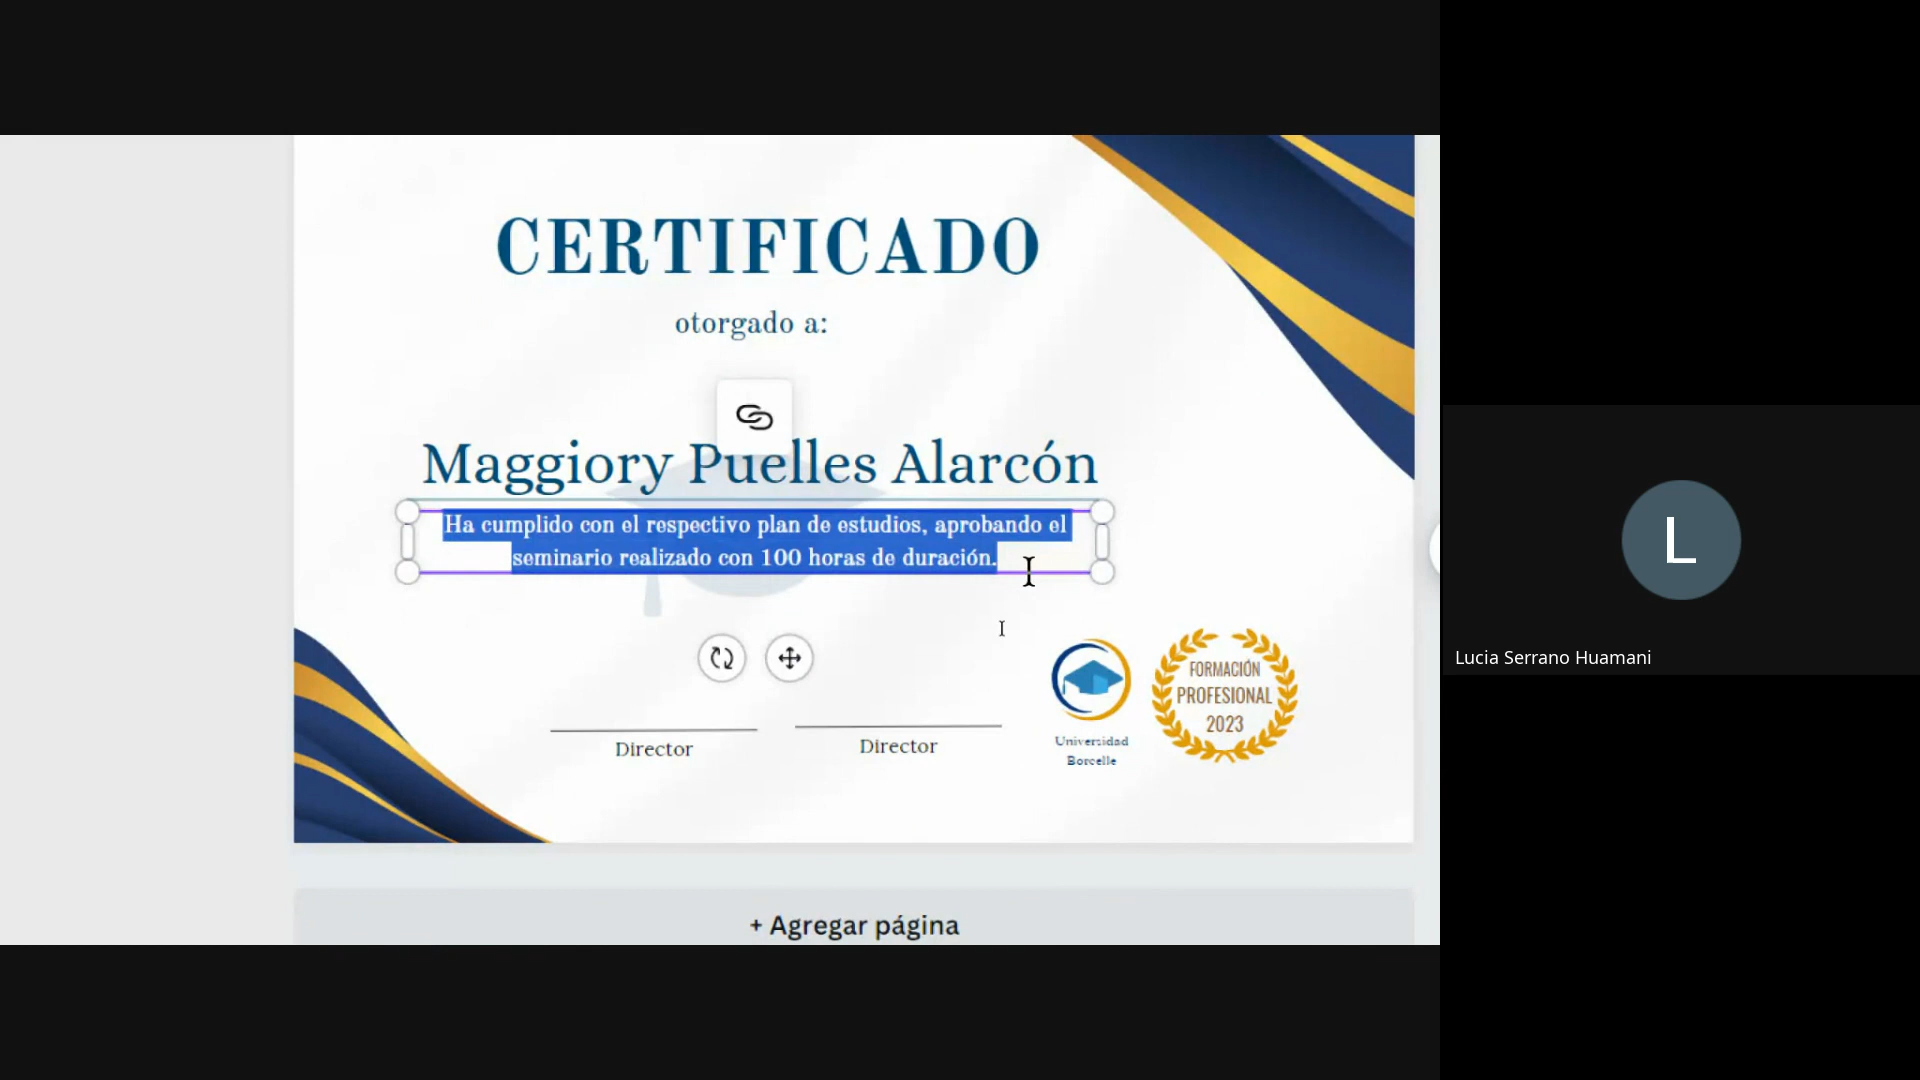 CERTIFICADO
otorgado a:
Maggiory Puelles Alarcón
Ha cumplido con el respectivo plan de estudios, aprobando el
seminario realizado con 100 horas de duración.
Director
Director
Universidad
Borcelle
FORMACIÓN
PROFESIONAL
2023
+ Agregar página
L
Lucia Serrano Huamani